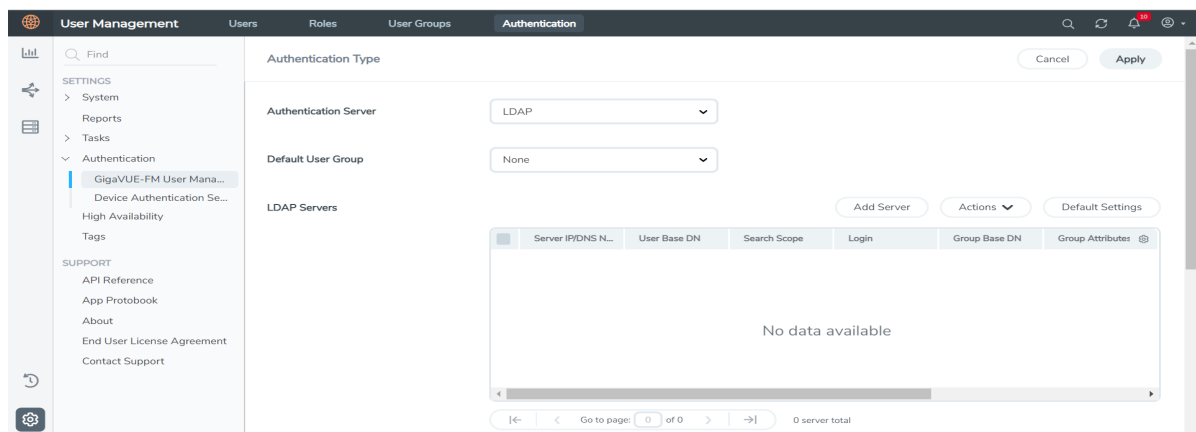 User Management
Users
Roles
User Groups
Authentication
10
Find
SETTINGS
System
Reports
Tasks
Authentication
GigaVUE-FM User Mana...
Device Authentication Se...
High Availability
Tags
SUPPORT
API Reference
App Protobook
About
End User License Agreement
Contact Support
Authentication Type
Cancel
Apply
Authentication Server
LDAP
Default User Group
None
LDAP Servers
Add Server
Actions
Default Settings
Server IP/DNS N...
User Base DN
Search Scope
Login
Group Base DN
Group Attributes
No data available
Go to page: 0 of 0
0 server total